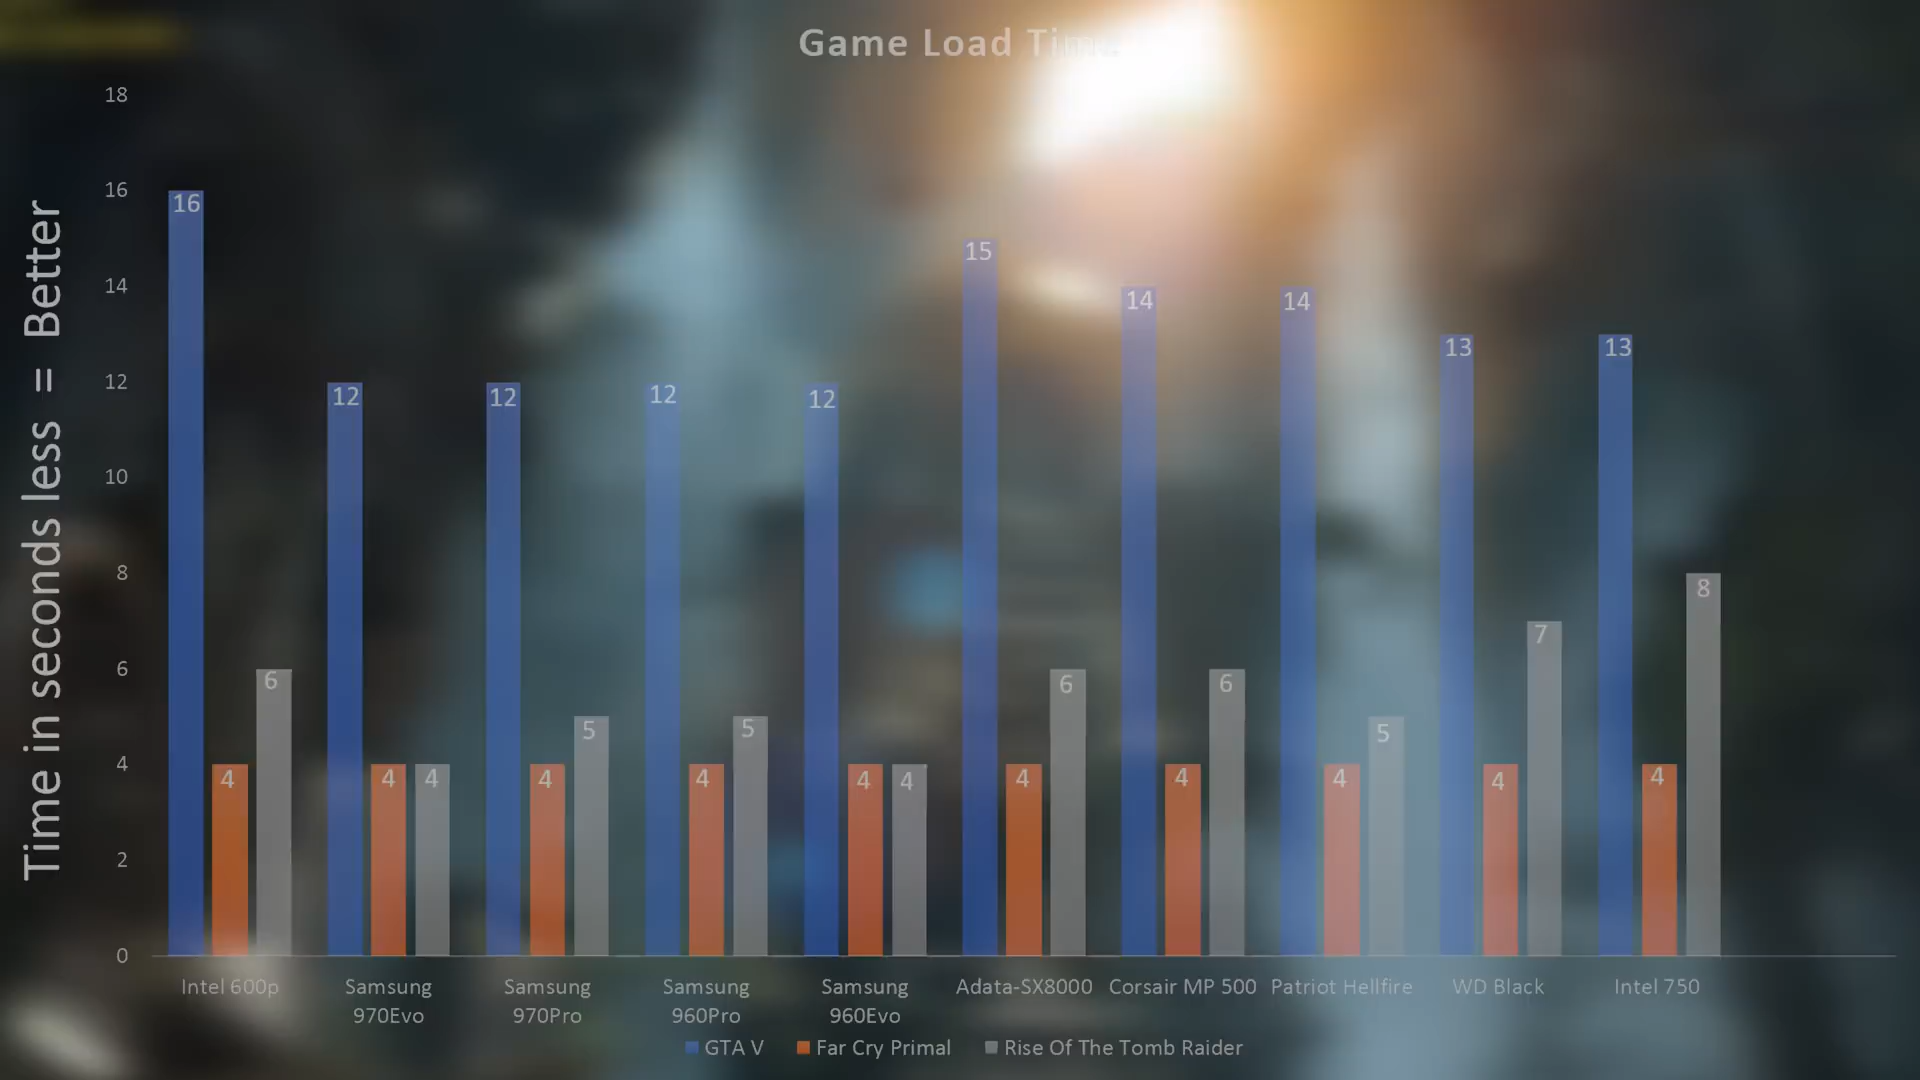 Game Load Time
Time in seconds less = Better
18
16
14
12
10
8
6
4
2
0
16
4
6
12
4
4
12
4
5
12
4
5
12
4
4
15
4
6
14
4
6
14
4
5
13
4
7
13
4
8
Intel 600p
Samsung
970Evo
Samsung
970Pro
Samsung
960Pro
Samsung
960Evo
Adata-SX8000
Corsair MP 500
Patriot Hellfire
WD Black
Intel 750
GTA V
Far Cry Primal
Rise Of The Tomb Raider